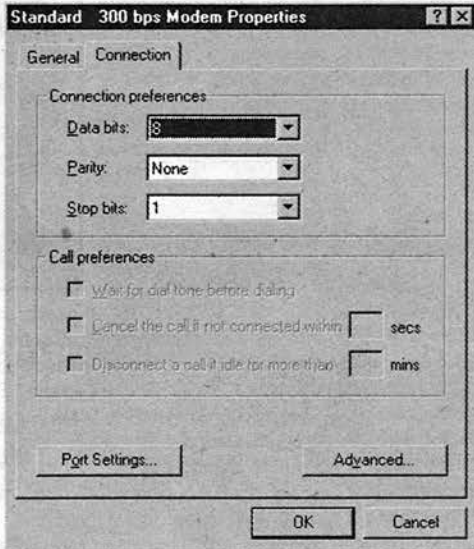 Standard 300 bps Modem Properties
General Connection
Connection preferences
Data bits: 8
Parity: None
Stop bits: 1
Call preferences
Wait for dial tone before dialing
Cancel the call if not connected within secs
Disconnect a call if idle for more than mins
Port Settings... Advanced...
OK Cancel